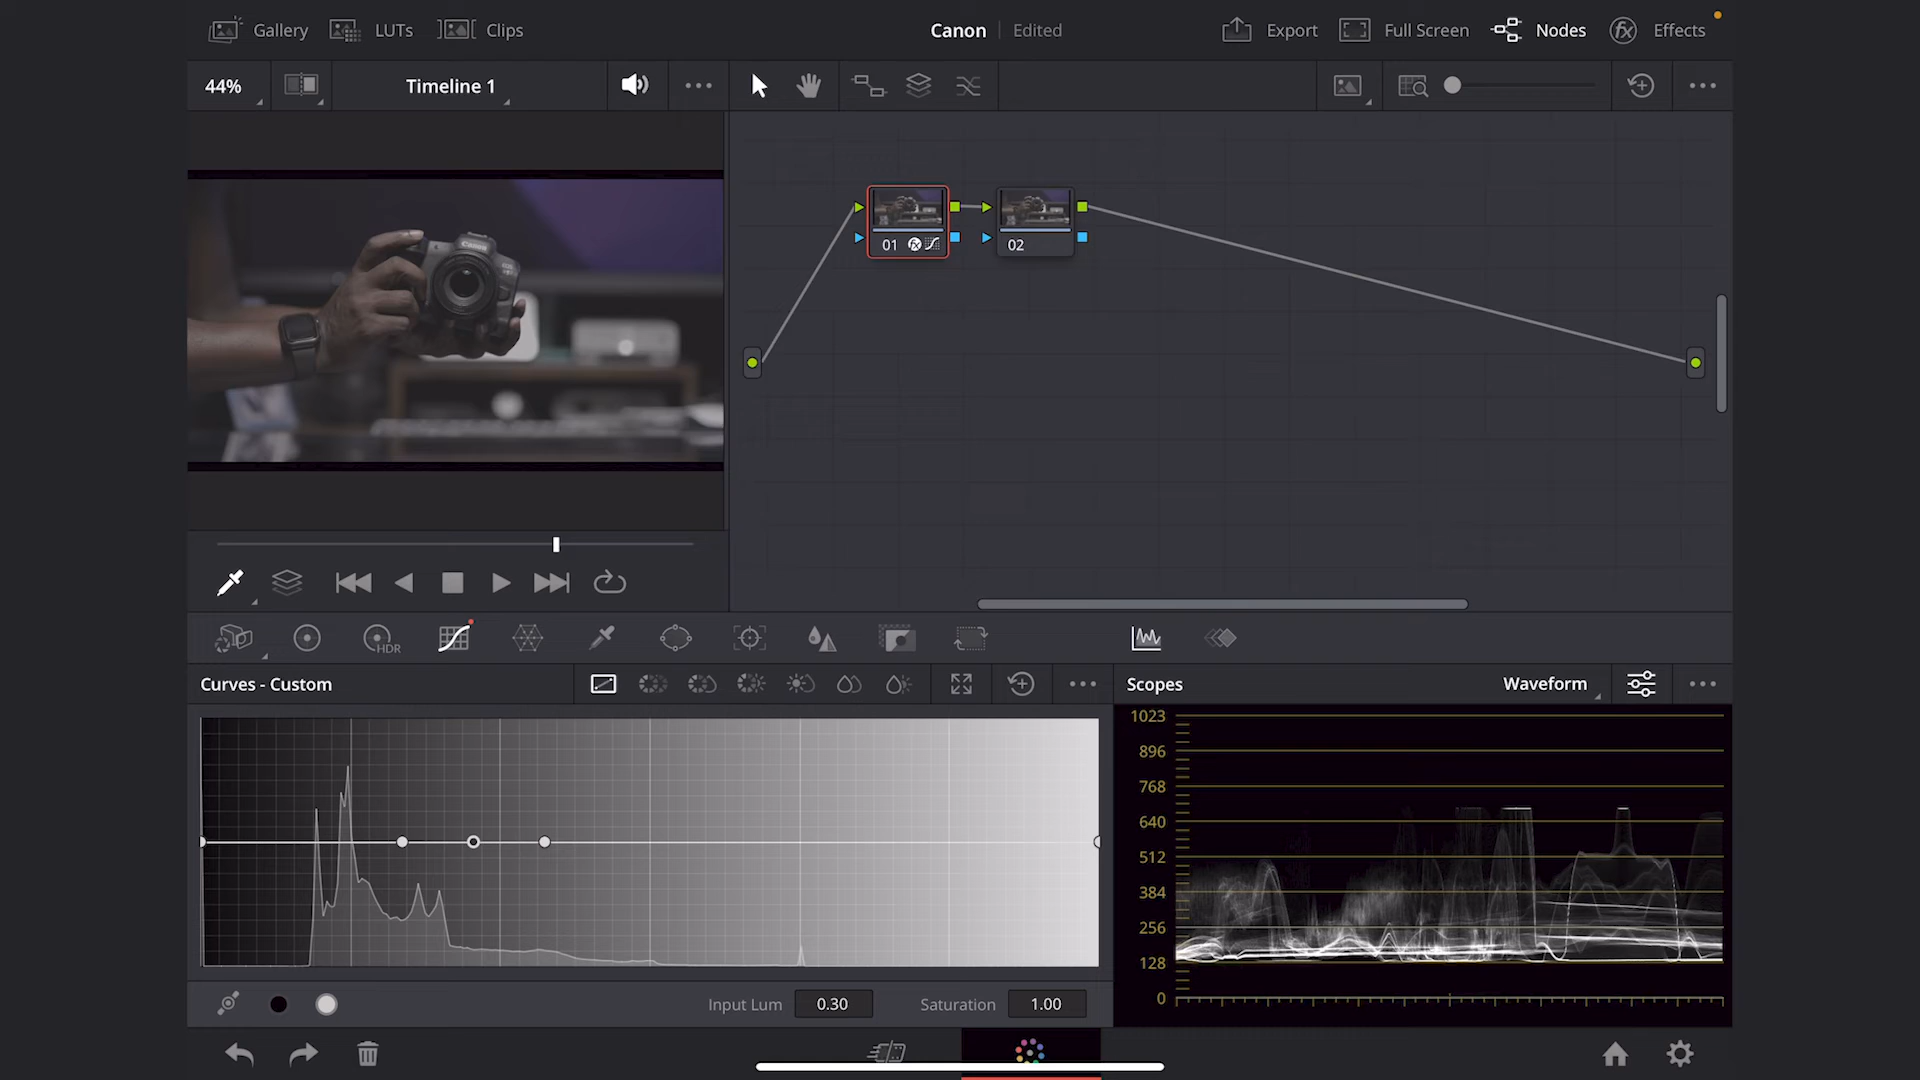 Gallery LUTs Clips Canon Edited Export Full Screen Nodes Effects
44% Timeline 1
CANON
01 02
HDR
Curves - Custom
Scopes Waveform
1023
896
768
640
512
384
256
128
0
Input Lum 0.30 Saturation 1.00